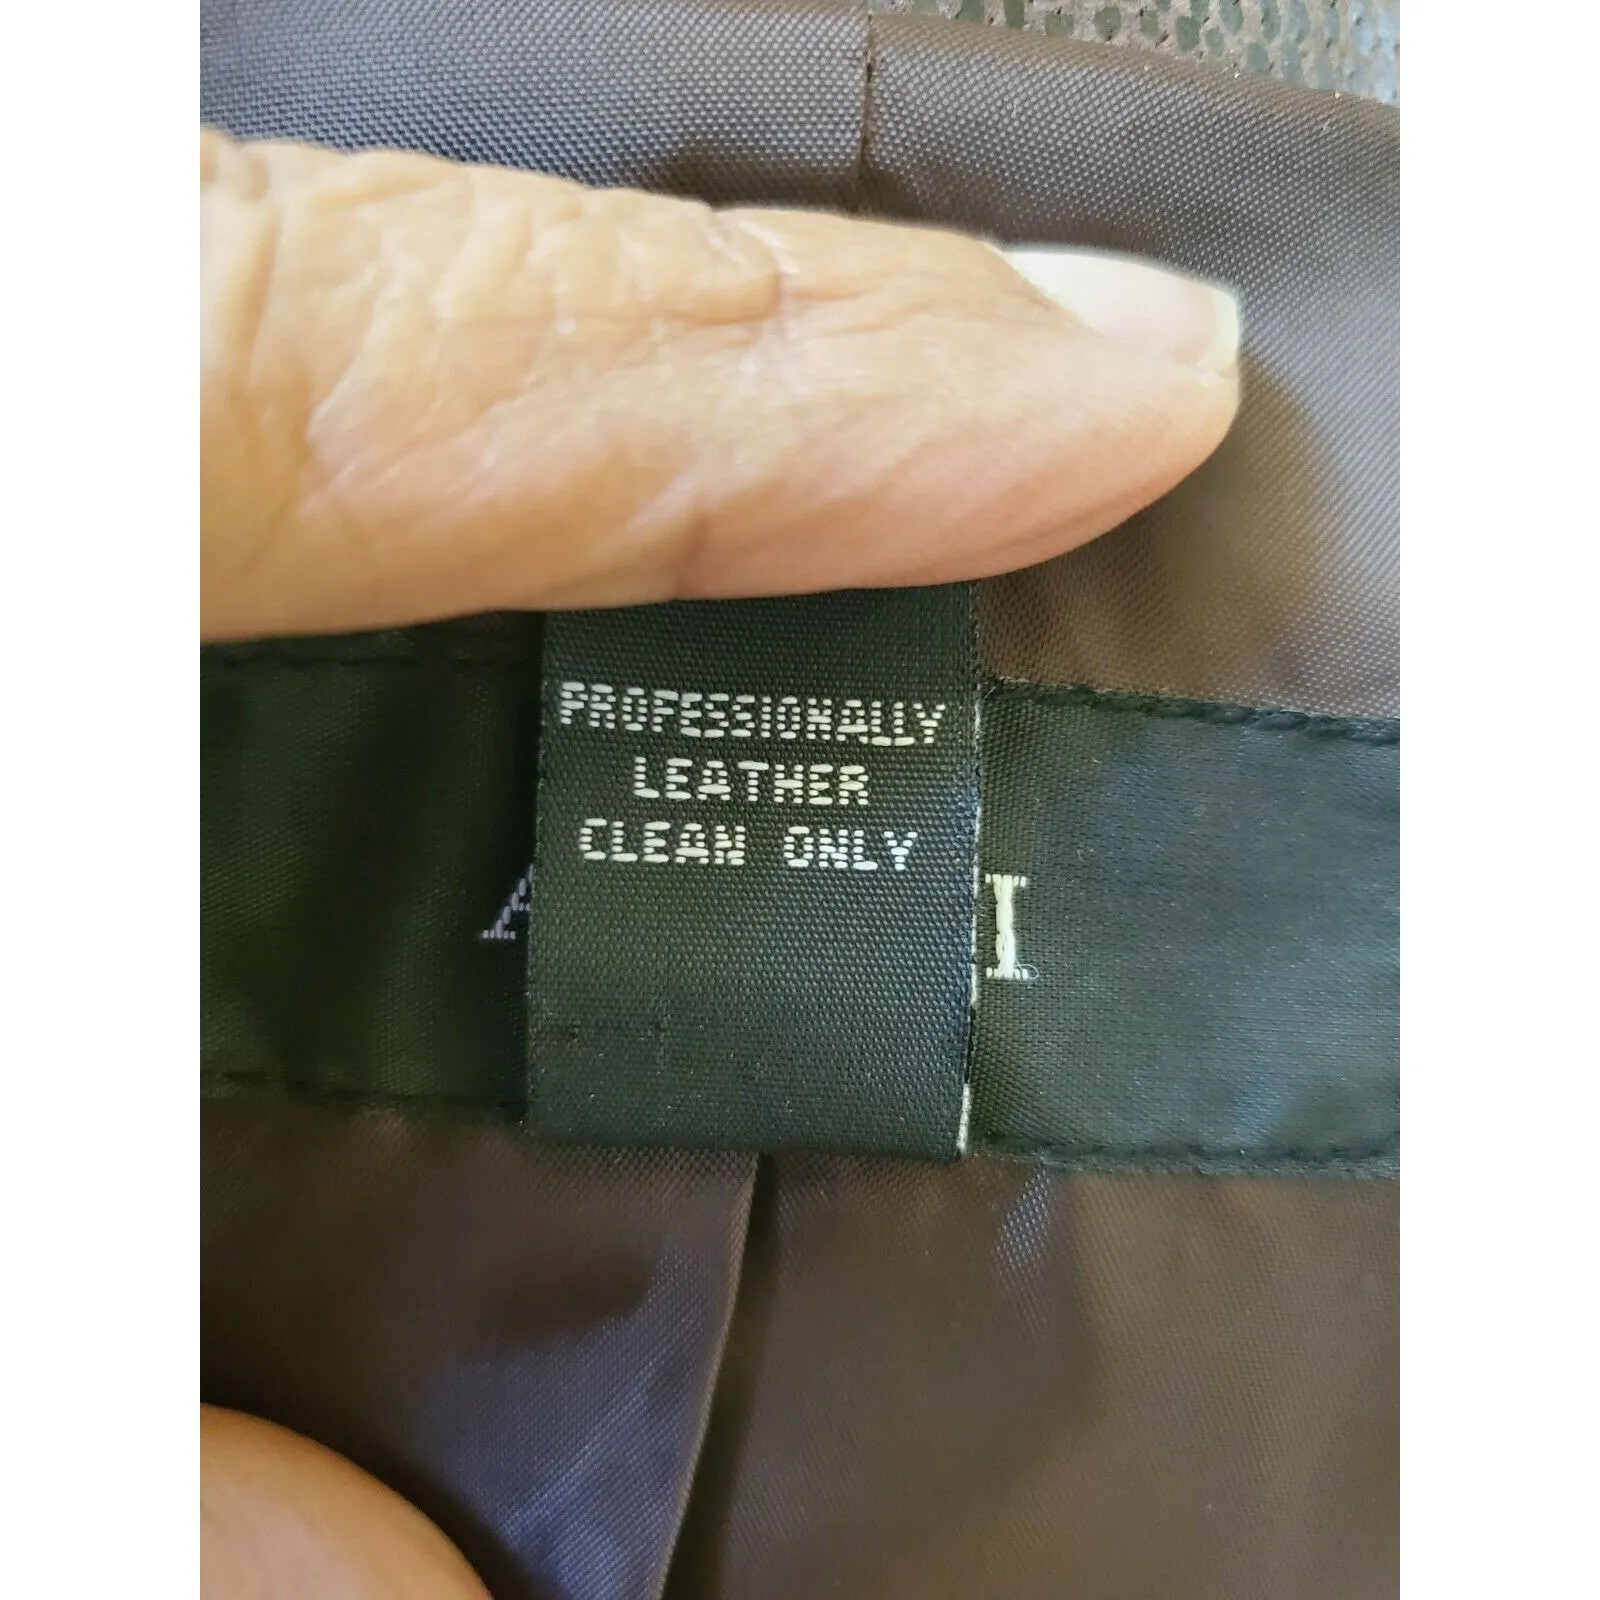 PROFESSIONALLY
LEATHER
CLEAN ONLY
A I